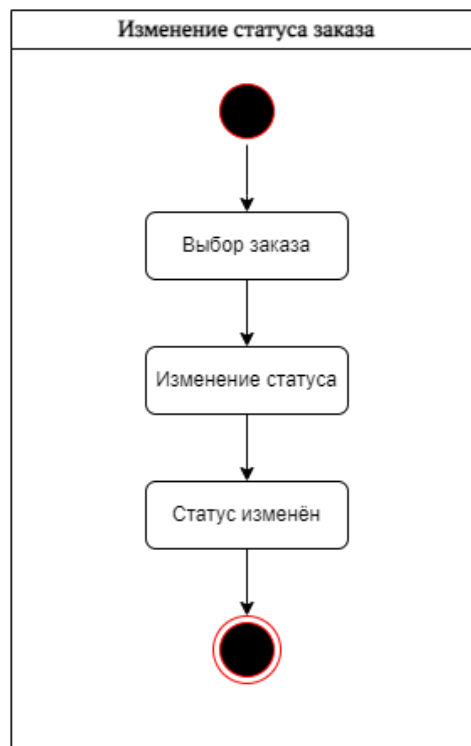 Изменение статуса заказа
Выбор заказа
Изменение статуса
Статус изменён